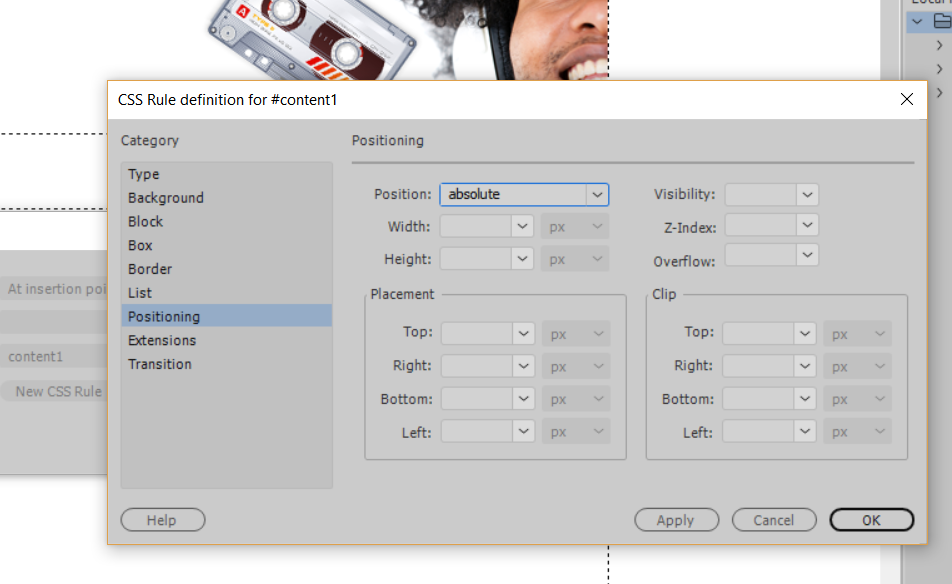 A TYPE II
CSS Rule definition for #content1
Category
Type
Background
Block
Box
Border
List
Positioning
Extensions
Transition
Positioning
Position: absolute
Width: px
Height: px
Visibility:
Z-Index:
Overflow:
Placement
Top: px
Right: px
Bottom: px
Left: px
Clip
Top: px
Right: px
Bottom: px
Left: px
Help
Apply
Cancel
OK
At insertion poi
content1
New CSS Rule